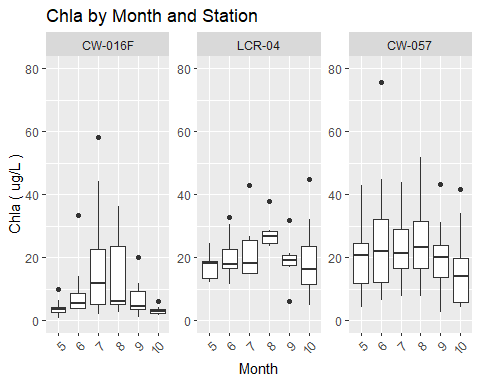 Chla by Month and Station
CW-016F LCR-04 CW-057
80 80 80
60 60 60
40 40 40
20 20 20
0 0 0
5 6 7 8 9 10 5 6 7 8 9 10 5 6 7 8 9 10
Chla ( ug/L )
Month